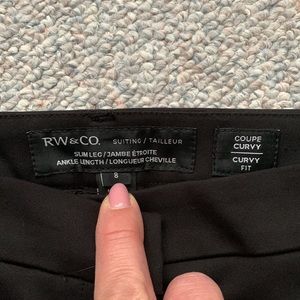 RW&CO. SUITING / TAILLEUR
SLIM LEG / JAMBE ÉTROITE
ANKLE-LENGTH / LONGUEUR CHEVILLE
8
COUPE
CURVY
CURVY
FIT